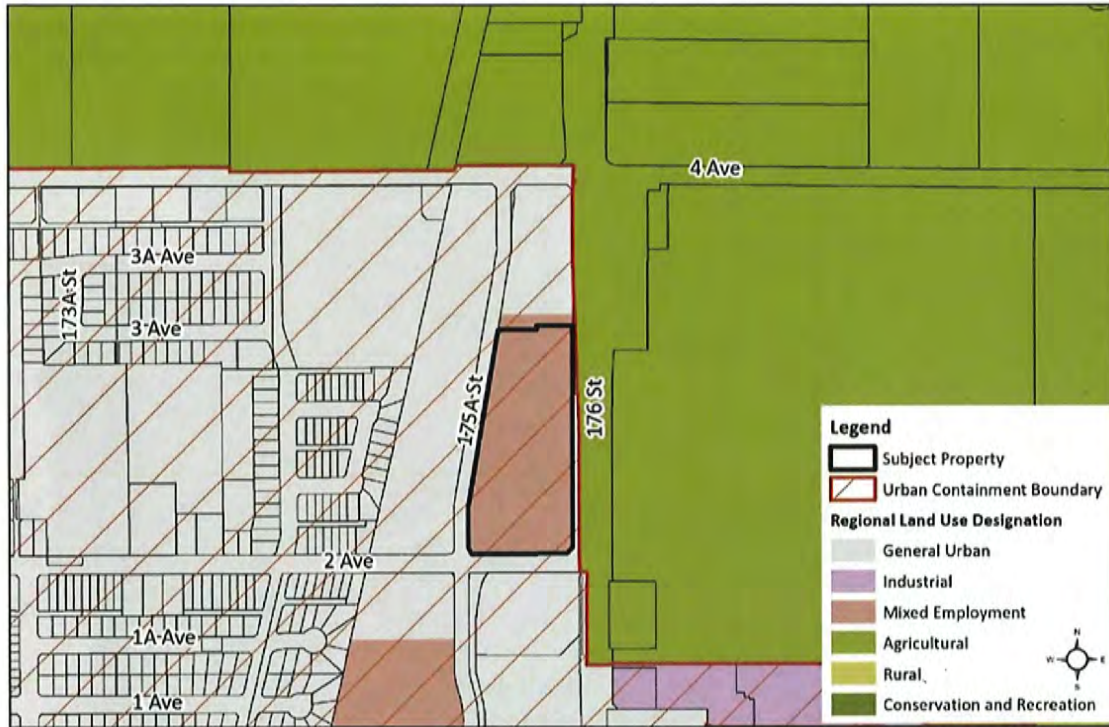 4 Ave
3A Ave
173A St
3 Ave
175A St
176 St
2 Ave
1A Ave
1 Ave
Legend
Subject Property
Urban Containment Boundary
Regional Land Use Designation
General Urban
Industrial
Mixed Employment
Agricultural
Rural
Conservation and Recreation
N
W
E
S